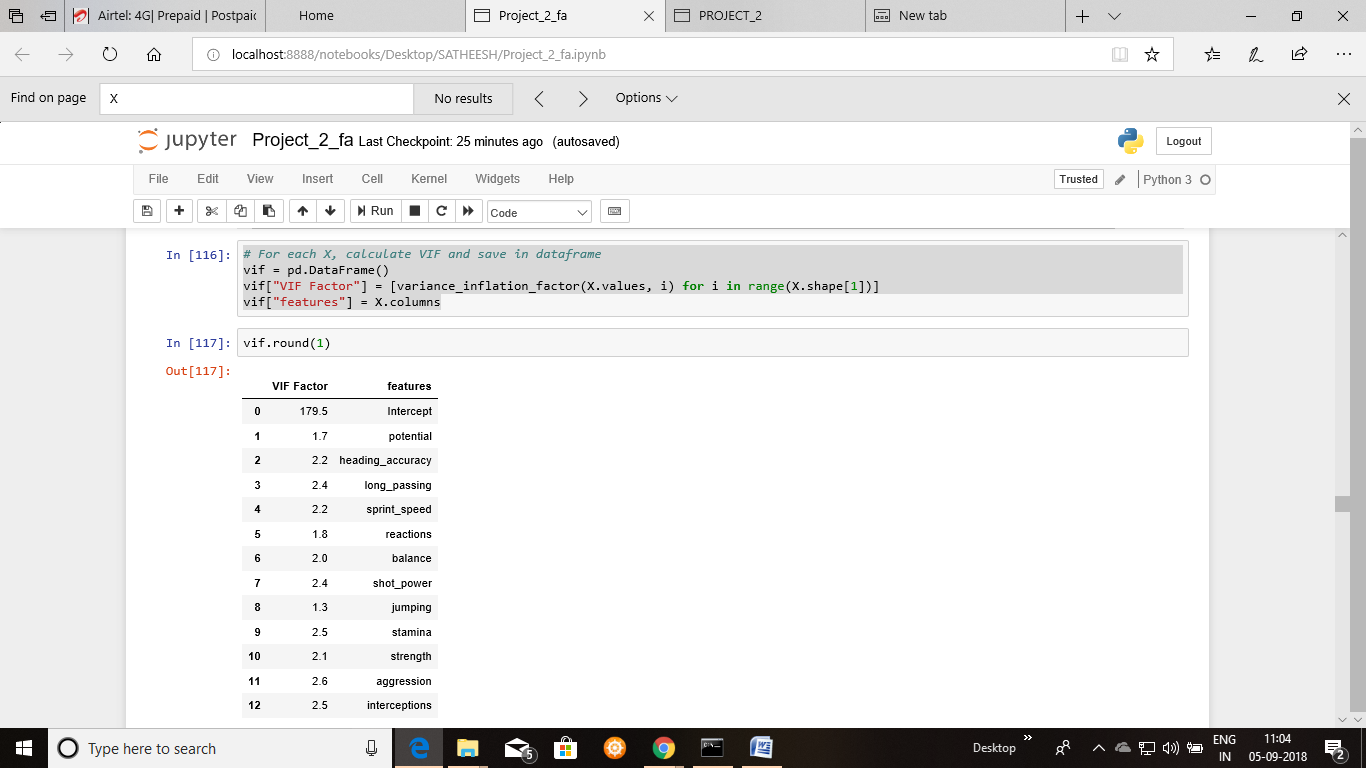 Airtel: 4G| Prepaid | Postpaid
Home
Project_2_fa
PROJECT_2
New tab
localhost:8888/notebooks/Desktop/SATHEESH/Project_2_fa.ipynb
Find on page
X
No results
Options
jupyter Project_2_fa Last Checkpoint: 25 minutes ago (autosaved)
Logout
File Edit View Insert Cell Kernel Widgets Help
Trusted
Python 3
Run
Code
In [116]: # For each X, calculate VIF and save in dataframe
vif = pd.DataFrame()
vif["VIF Factor"] = [variance_inflation_factor(X.values, i) for i in range(X.shape[1])]
vif["features"] = X.columns
In [117]: vif.round(1)
Out[117]:
VIF Factor features
0 179.5 Intercept
1 1.7 potential
2 2.2 heading_accuracy
3 2.4 long_passing
4 2.2 sprint_speed
5 1.8 reactions
6 2.0 balance
7 2.4 shot_power
8 1.3 jumping
9 2.5 stamina
10 2.1 strength
11 2.6 aggression
12 2.5 interceptions
Type here to search
5
Desktop
ENG
IN
11:04
05-09-2018
2